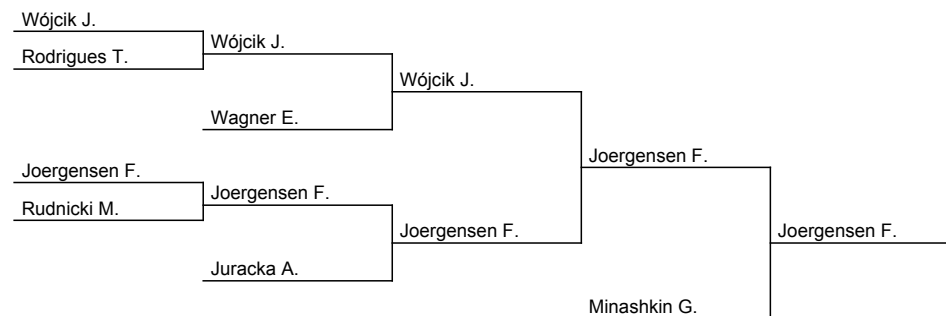 Wójcik J.
Rodrigues T.
Wójcik J.
Wagner E.
Wójcik J.
Joergensen F.
Rudnicki M.
Joergensen F.
Juracka A.
Joergensen F.
Joergensen F.
Minashkin G.
Joergensen F.